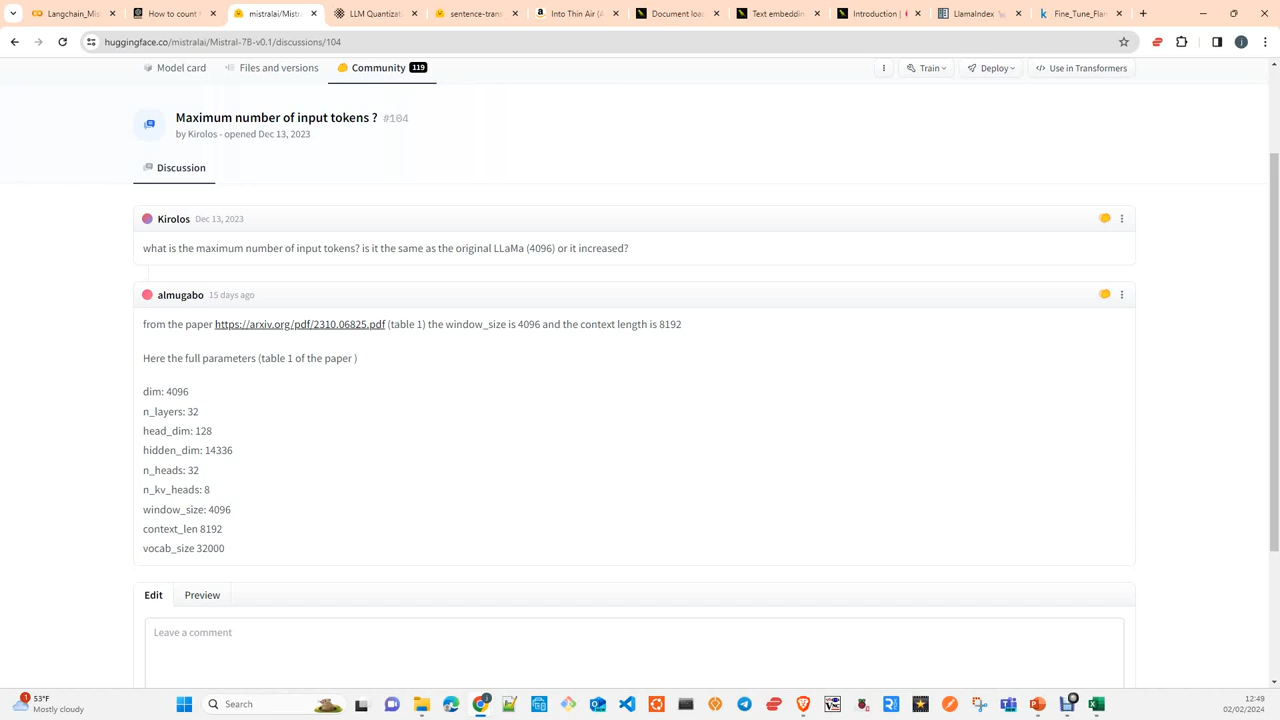 Langchain_Mis
How to count
mistralai/Mistr
LLM Quantizat
sentence-trans
Into Thin Air (A
Document load
Text embeddin
Introduction |
LlamaIndex
Fine_Tune_Flan
huggingface.co/mistralai/Mistral-7B-v0.1/discussions/104
Model card
Files and versions
Community 119
Train
Deploy
Use in Transformers
Maximum number of input tokens ? #104
by Kirolos - opened Dec 13, 2023
Discussion
Kirolos Dec 13, 2023
what is the maximum number of input tokens? is it the same as the original LLaMa (4096) or it increased?
almugabo 15 days ago
from the paper https://arxiv.org/pdf/2310.06825.pdf (table 1) the window_size is 4096 and the context length is 8192
Here the full parameters (table 1 of the paper )
dim: 4096
n_layers: 32
head_dim: 128
hidden_dim: 14336
n_heads: 32
n_kv_heads: 8
window_size: 4096
context_len 8192
vocab_size 32000
Edit
Preview
Leave a comment
1
53°F
Mostly cloudy
Search
12:49
02/02/2024